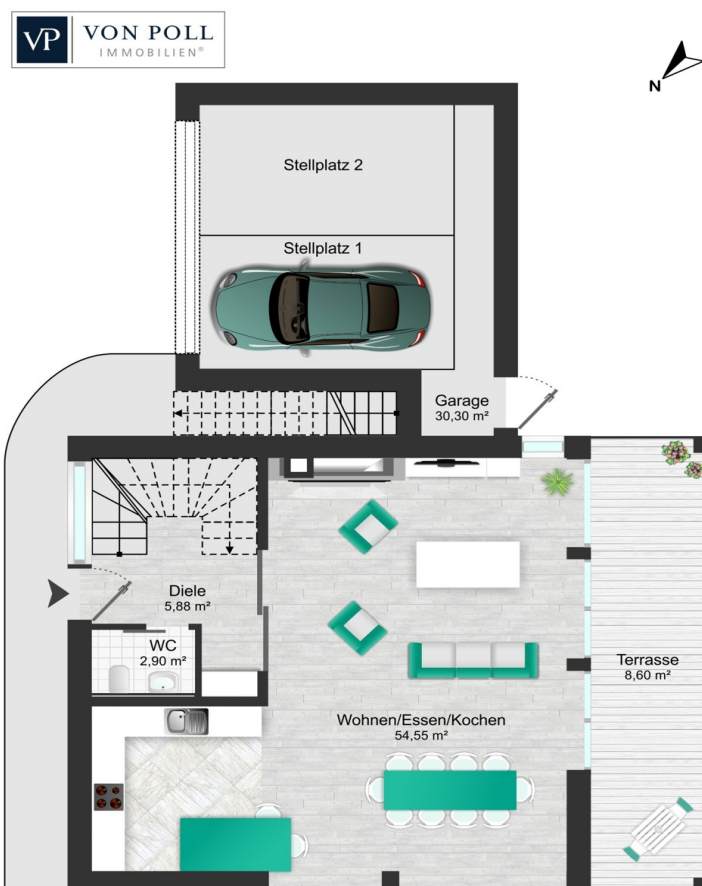 VP VON POLL
IMMOBILIEN®
N
Stellplatz 2
Stellplatz 1
Garage
30,30 m²
Diele
5,88 m²
WC
2,90 m²
Terrasse
8,60 m²
Wohnen/Essen/Kochen
54,55 m²